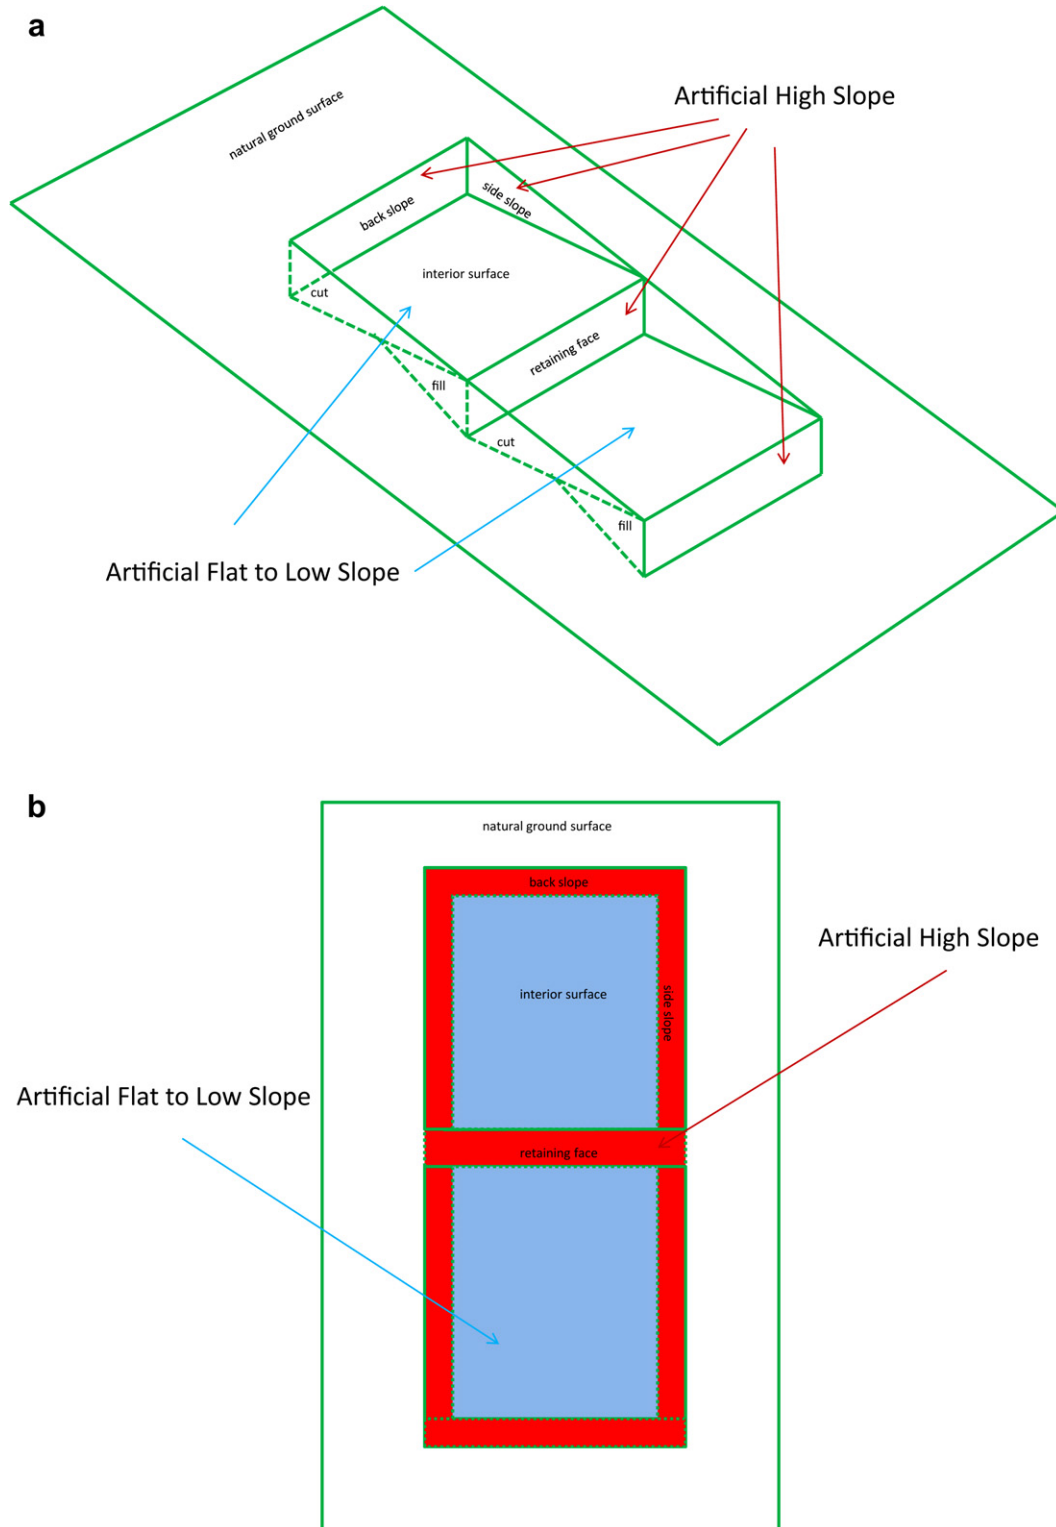 a
Artificial High Slope
natural ground surface
side slope
back slope
interior surface
cut
retaining face
fill
cut
fill
Artificial Flat to Low Slope
b
natural ground surface
back slope
Artificial High Slope
interior surface
side slope
Artificial Flat to Low Slope
retaining face